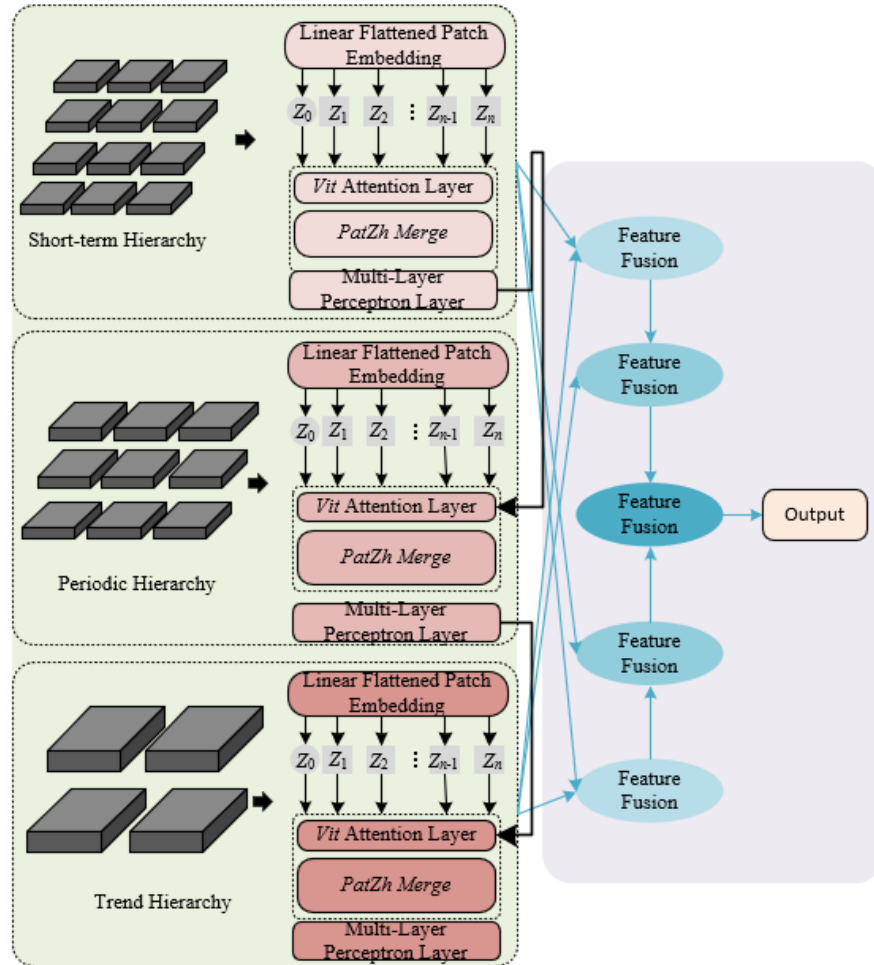 Linear Flattened Patch
Embedding
Z0 Z1 Z2 ⋮ Zn-1 Zn
Vit Attention Layer
PatZh Merge
Short-term Hierarchy
Multi-Layer
Perceptron Layer
Linear Flattened Patch
Embedding
Z0 Z1 Z2 ⋮ Zn-1 Zn
Vit Attention Layer
PatZh Merge
Periodic Hierarchy
Multi-Layer
Perceptron Layer
Linear Flattened Patch
Embedding
Z0 Z1 Z2 ⋮ Zn-1 Zn
Vit Attention Layer
PatZh Merge
Trend Hierarchy
Multi-Layer
Perceptron Layer
Feature
Fusion
Feature
Fusion
Feature
Fusion
Output
Feature
Fusion
Feature
Fusion